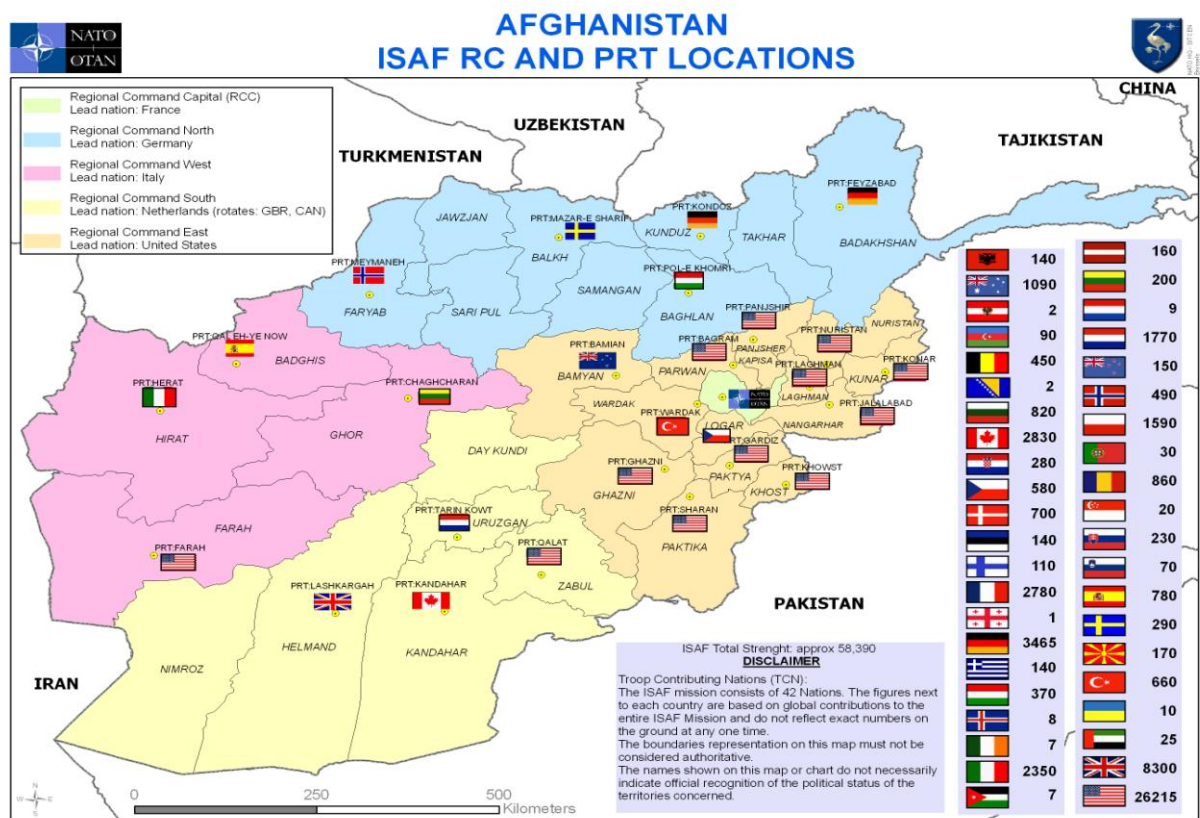 AFGHANISTAN
ISAF RC AND PRT LOCATIONS
NATO
OTAN
NATO HQ - SITCEN
Brussels
Regional Command Capital (RCC)
Lead nation: France
Regional Command North
Lead nation: Germany
Regional Command West
Lead nation: Italy
Regional Command South
Lead nation: Netherlands (rotates: GBR, CAN)
Regional Command East
Lead nation: United States
CHINA
UZBEKISTAN
TAJIKISTAN
TURKMENISTAN
PRT:FEYZABAD
PRT:KONDOZ
PRT:MAZAR-E SHARIF
JAWZJAN
KUNDUZ
TAKHAR
BADAKHSHAN
BALKH
PRT:MEYMANEH
PRT:POL-E KHOMRI
SAMANGAN
FARYAB
SARI PUL
BAGHLAN
PRT:PANJSHIR
PRT:NURISTAN
NURISTAN
PRT:QALEH-YE NOW
BADGHIS
PRT:BAMIAN
PRT:BAGRAM
PANJSHER
KAPISA
PRT:LAGHMAN
PRT:KONAR
BAMYAN
PARWAN
KUNAR
PRT:HERAT
PRT:CHAGHCHARAN
WARDAK
NATO
OTAN
LAGHMAN
PRT:JALALABAD
HIRAT
GHOR
PRT:WARDAK
LOGAR
NANGARHAR
DAY KUNDI
PRT:GARDIZ
PRT:GHAZNI
PRT:KHOWST
GHAZNI
PAKTYA
KHOST
PRT:TARIN KOWT
URUZGAN
PRT:SHARAN
FARAH
PRT:FARAH
PRT:QALAT
PAKTIKA
ZABUL
PRT:LASHKARGAH
PRT:KANDAHAR
PAKISTAN
NIMROZ
HELMAND
KANDAHAR
IRAN
ISAF Total Strenght: approx 58,390
DISCLAIMER
Troop Contributing Nations (TCN):
The ISAF mission consists of 42 Nations. The figures next
to each country are based on global contributions to the
entire ISAF Mission and do not reflect exact numbers on
the ground at any one time.
The boundaries representation on this map must not be
considered authoritative.
The names shown on this map or chart do not necessarily
indicate official recognition of the political status of the
territories concerned.
N
W
E
S
0
250
500
Kilometers
140
1090
2
90
450
2
820
2830
280
580
700
140
110
2780
1
3465
140
370
8
7
2350
7
160
200
9
1770
150
490
1590
30
860
20
230
70
780
290
170
660
10
25
8300
26215